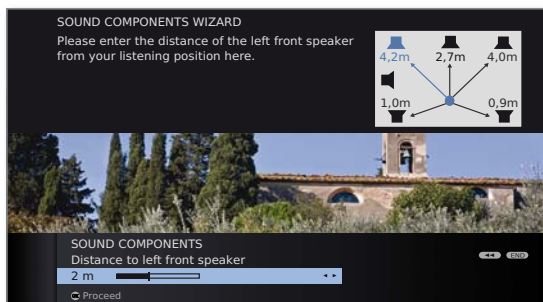 SOUND COMPONENTS WIZARD
Please enter the distance of the left front speaker
from your listening position here.
4,2m 2,7m 4,0m
1,0m 0,9m
SOUND COMPONENTS
Distance to left front speaker
END
2 m
OK Proceed